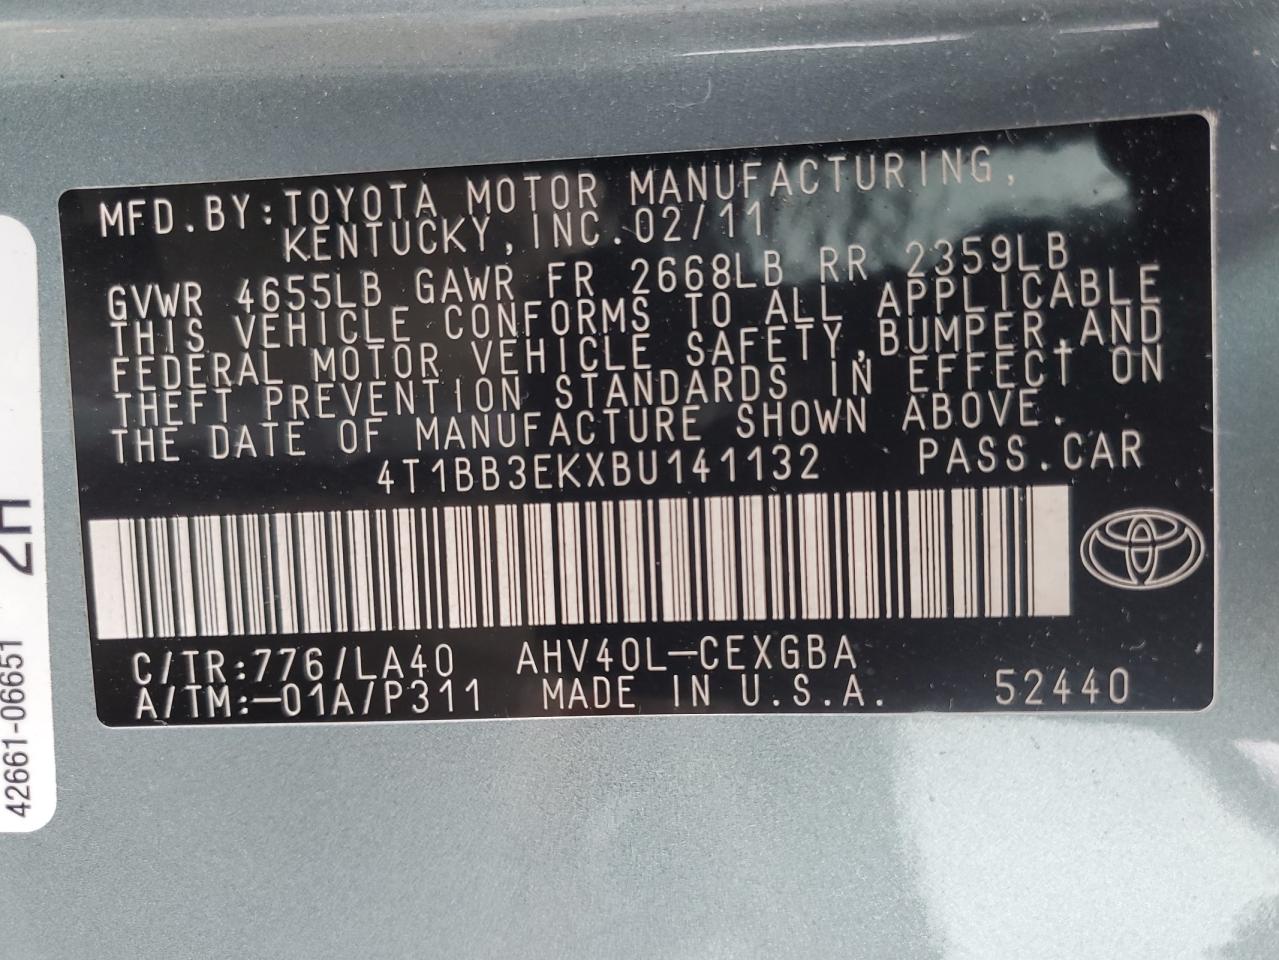 MFD.BY:TOYOTA MOTOR MANUFACTURING,
KENTUCKY,INC.02/11
GVWR 4655LB GAWR FR 2668LB RR 2359LB
THIS VEHICLE CONFORMS TO ALL APPLICABLE
FEDERAL MOTOR VEHICLE SAFETY,BUMPER,AND
THEFT PREVENTION STANDARDS IN EFFECT ON
THE DATE OF MANUFACTURE SHOWN ABOVE.
4T1BB3EKXBU141132 PASS.CAR
C/TR:776/LA40 AHV40L-CEXGBA
A/TM:-01A/P311 MADE IN U.S.A. 52440
42661-06651